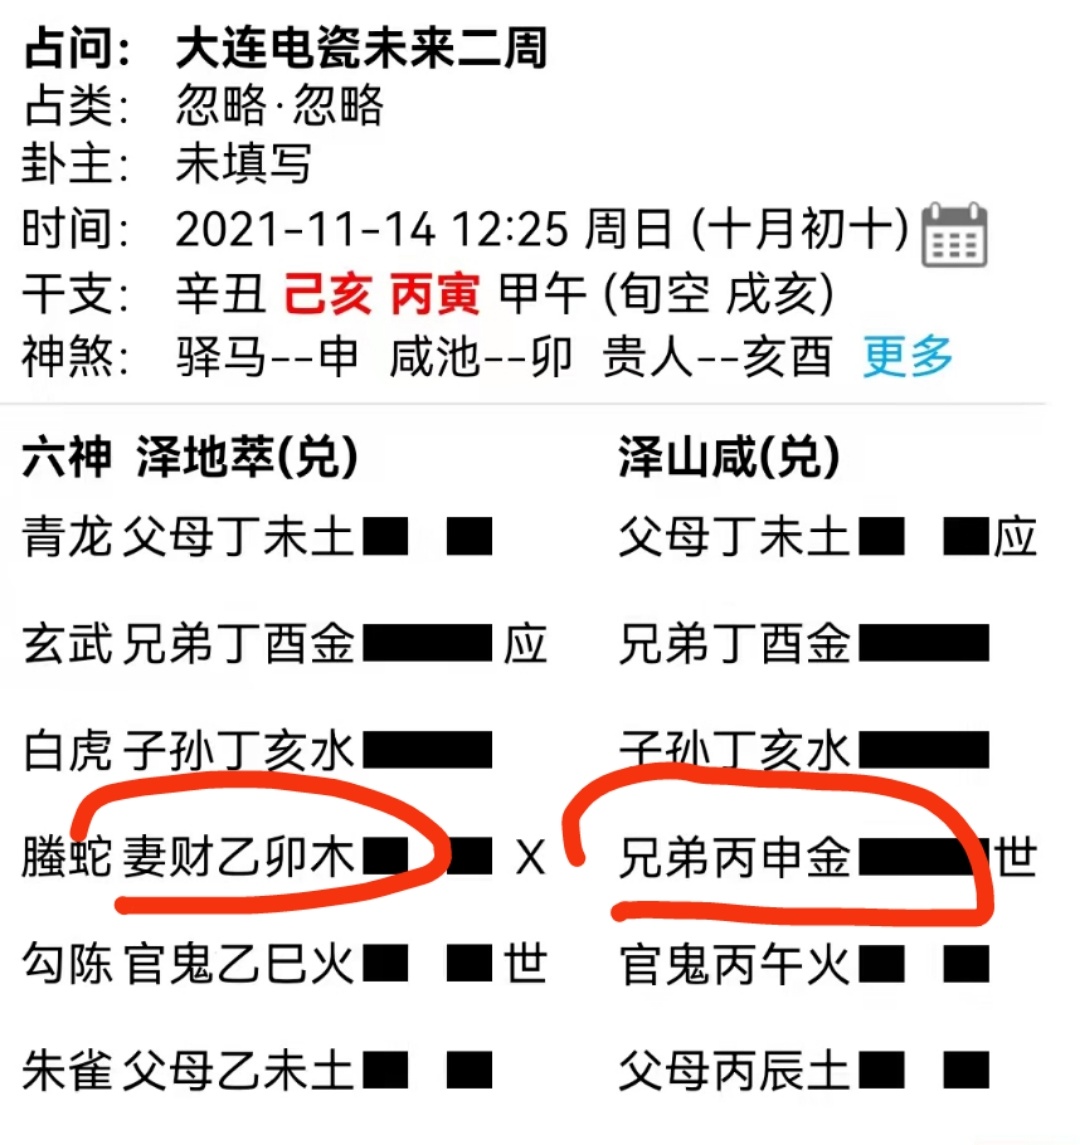 占问： 大连电瓷未来二周
占类： 忽略·忽略
卦主： 未填写
时间： 2021-11-14 12:25 周日 (十月初十)
干支： 辛丑 己亥 丙寅 甲午 (旬空 戌亥)
神煞： 驿马--申 咸池--卯 贵人--亥酉 更多
六神 泽地萃(兑) 泽山咸(兑)
青龙 父母丁未土 父母丁未土 应
玄武 兄弟丁酉金 应 兄弟丁酉金
白虎 子孙丁亥水 子孙丁亥水
螣蛇 妻财乙卯木 X 兄弟丙申金 世
勾陈 官鬼乙巳火 世 官鬼丙午火
朱雀 父母乙未土 父母丙辰土